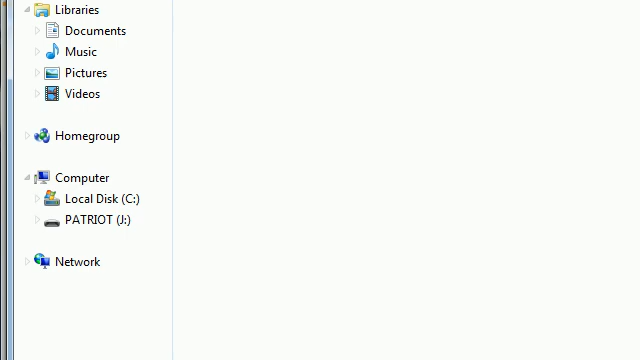 Libraries
Documents
Music
Pictures
Videos
Homegroup
Computer
Local Disk (C:)
PATRIOT (J:)
Network